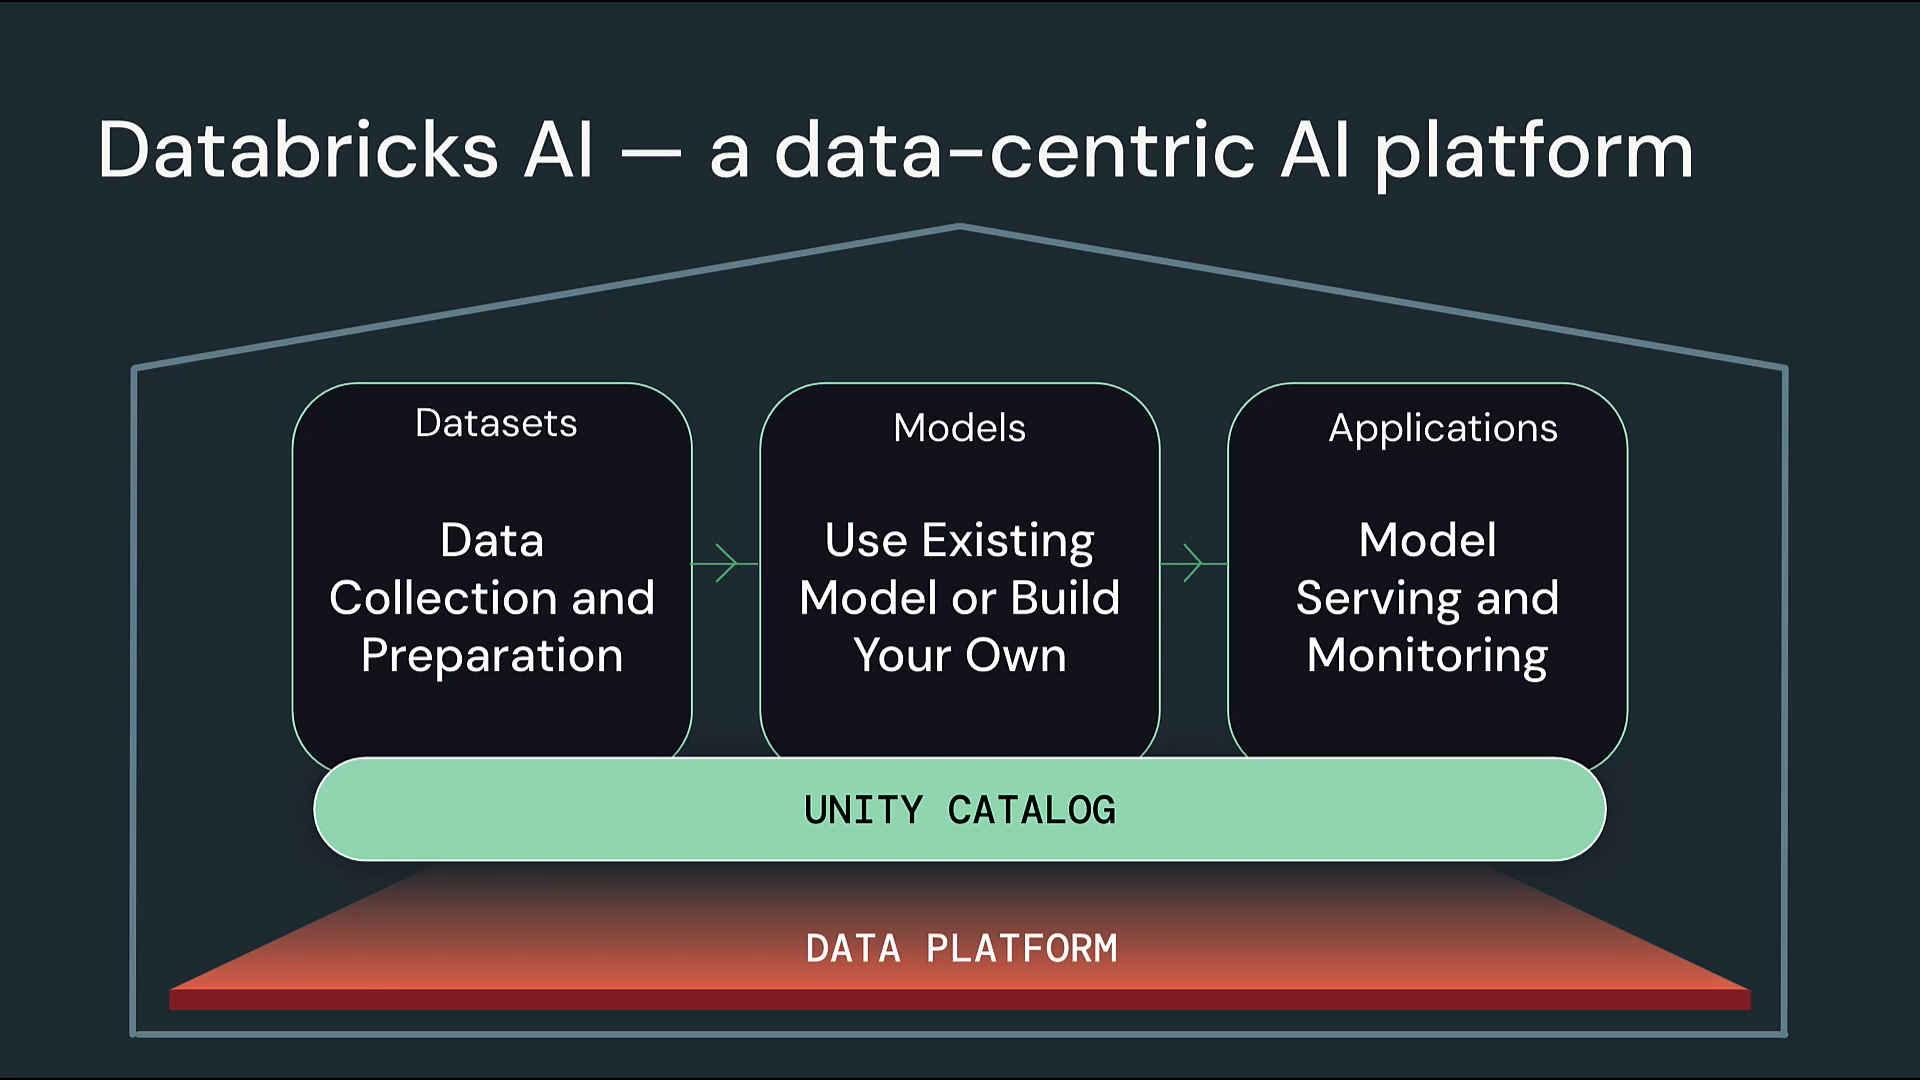 Databricks AI — a data-centric AI platform
Datasets
Data
Collection and
Preparation
Models
Use Existing
Model or Build
Your Own
Applications
Model
Serving and
Monitoring
UNITY CATALOG
DATA PLATFORM